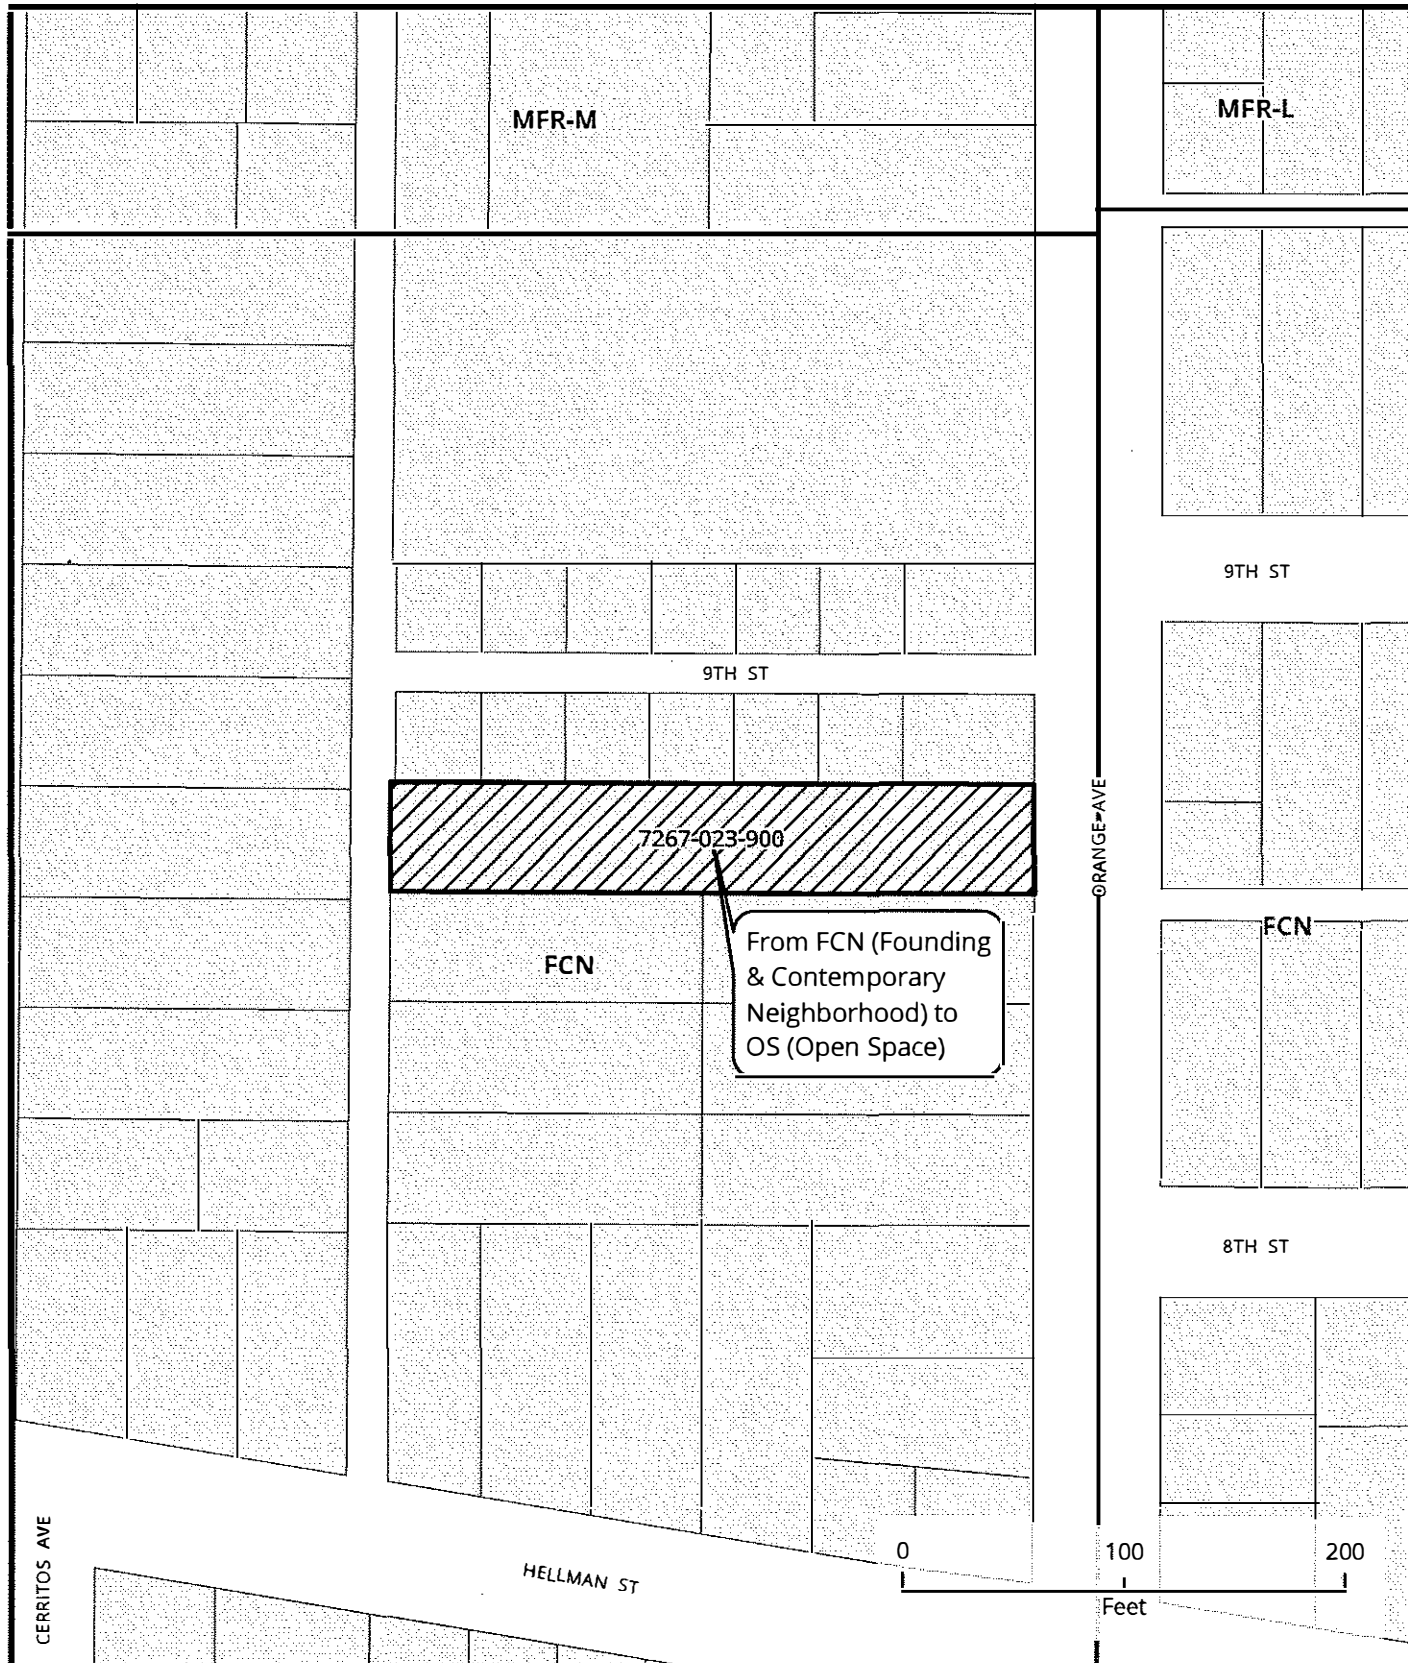 MFR-M
MFR-L
9TH ST
9TH ST
7267-023-900
ORANGE AVE
From FCN (Founding
& Contemporary
Neighborhood) to
OS (Open Space)
FCN
FCN
8TH ST
CERRITOS AVE
HELLMAN ST
0 100 200
Feet